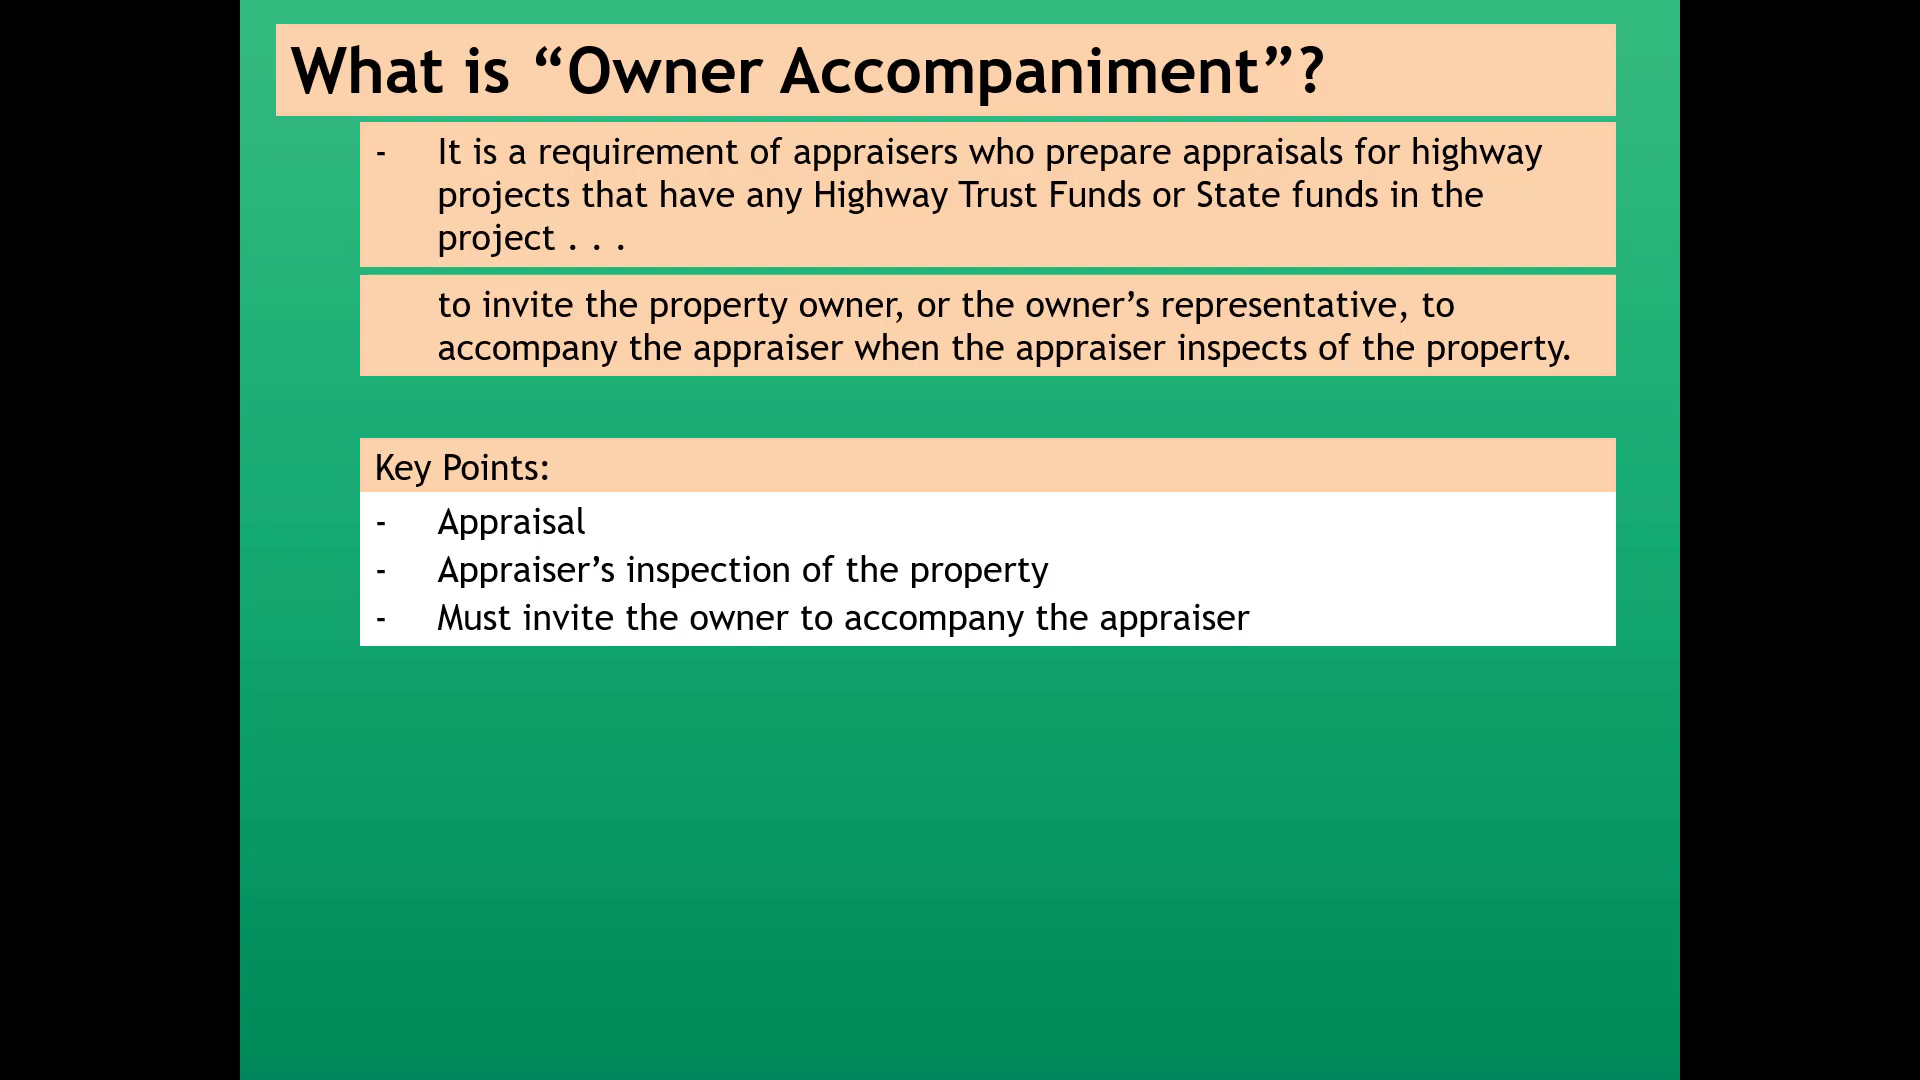 What is “Owner Accompaniment”?
- It is a requirement of appraisers who prepare appraisals for highway
projects that have any Highway Trust Funds or State funds in the
project . . .
to invite the property owner, or the owner’s representative, to
accompany the appraiser when the appraiser inspects of the property.
Key Points:
- Appraisal
- Appraiser’s inspection of the property
- Must invite the owner to accompany the appraiser